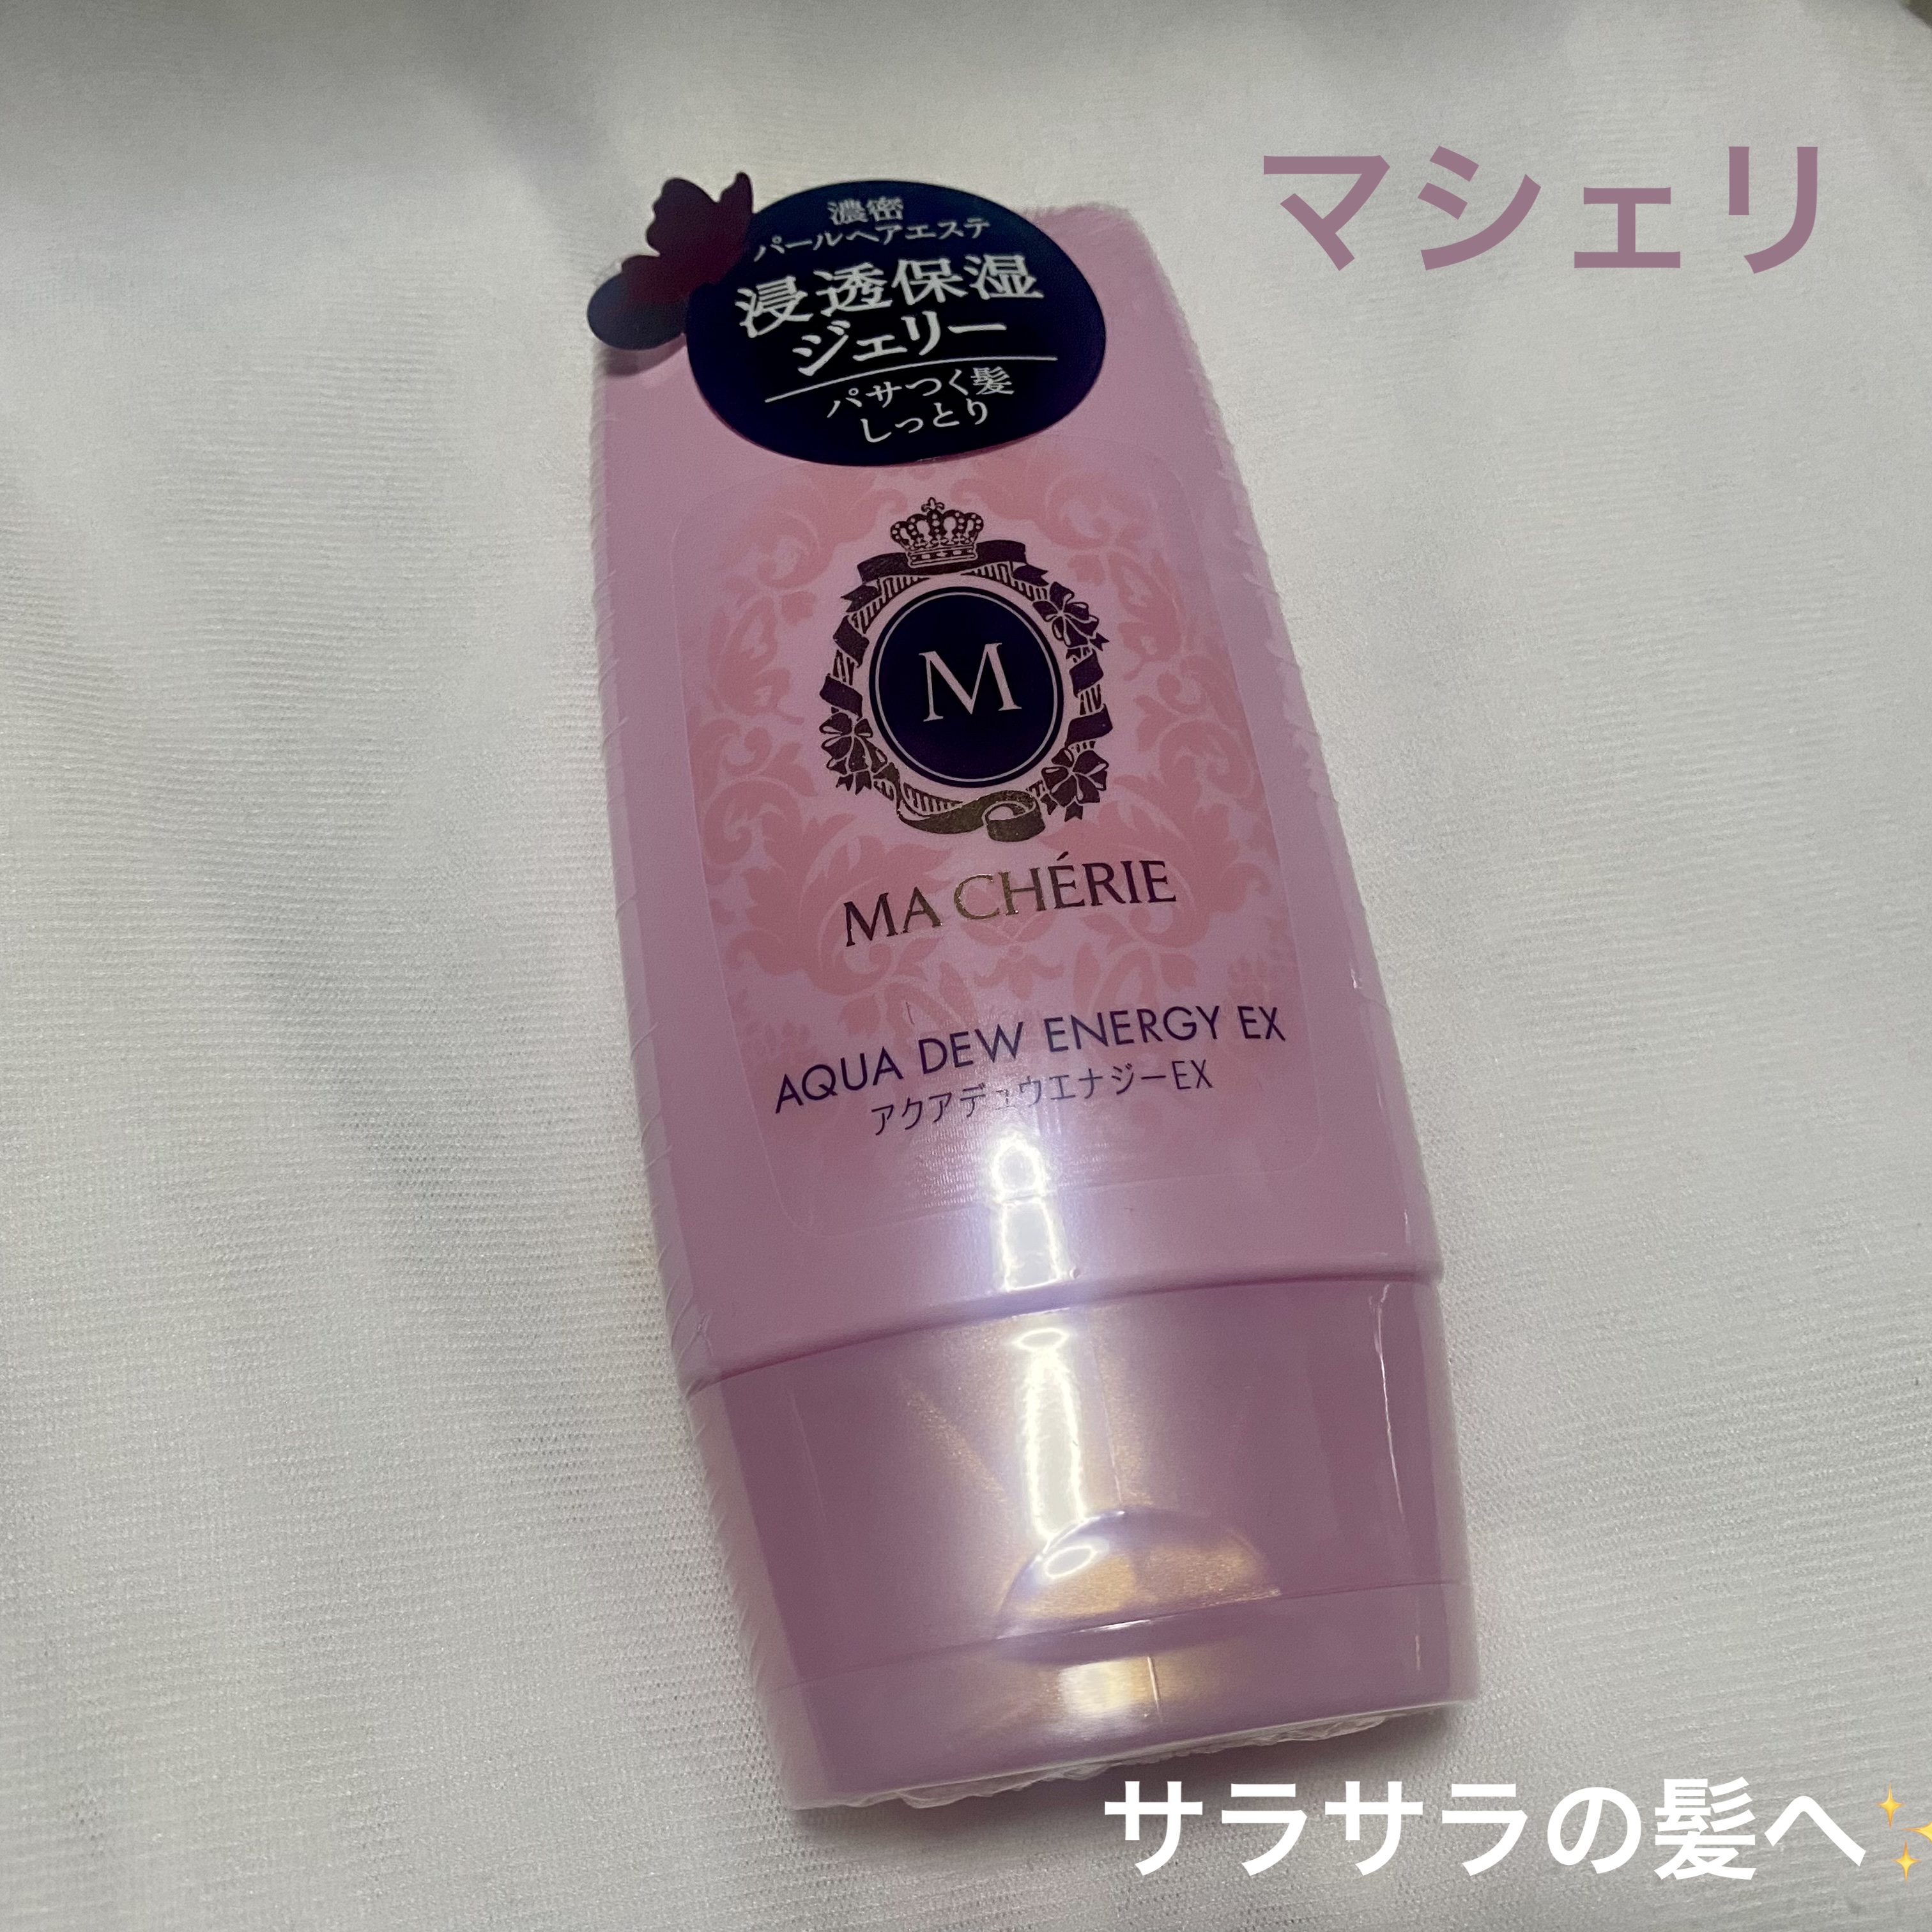 マシェリ
濃密
パールヘアエステ
浸透保湿
ジェリー
パサつく髪
しっとり
M
MA CHÉRIE
AQUA DEW ENERGY EX
アクアデュウエナジーEX
サラサラの髪へ✨